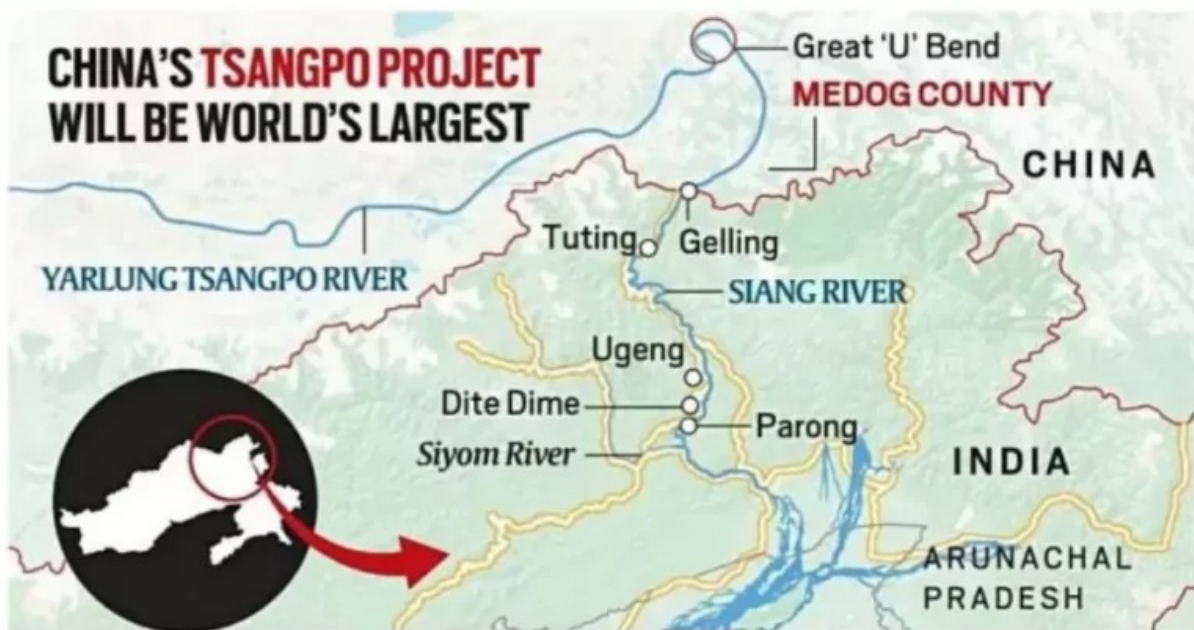 CHINA'S TSANGPO PROJECT
WILL BE WORLD'S LARGEST
Great 'U' Bend
MEDOG COUNTY
CHINA
Tuting
Gelling
YARLUNG TSANGPO RIVER
SIANG RIVER
Ugeng
Dite Dime
Parong
Siyom River
INDIA
ARUNACHAL
PRADESH